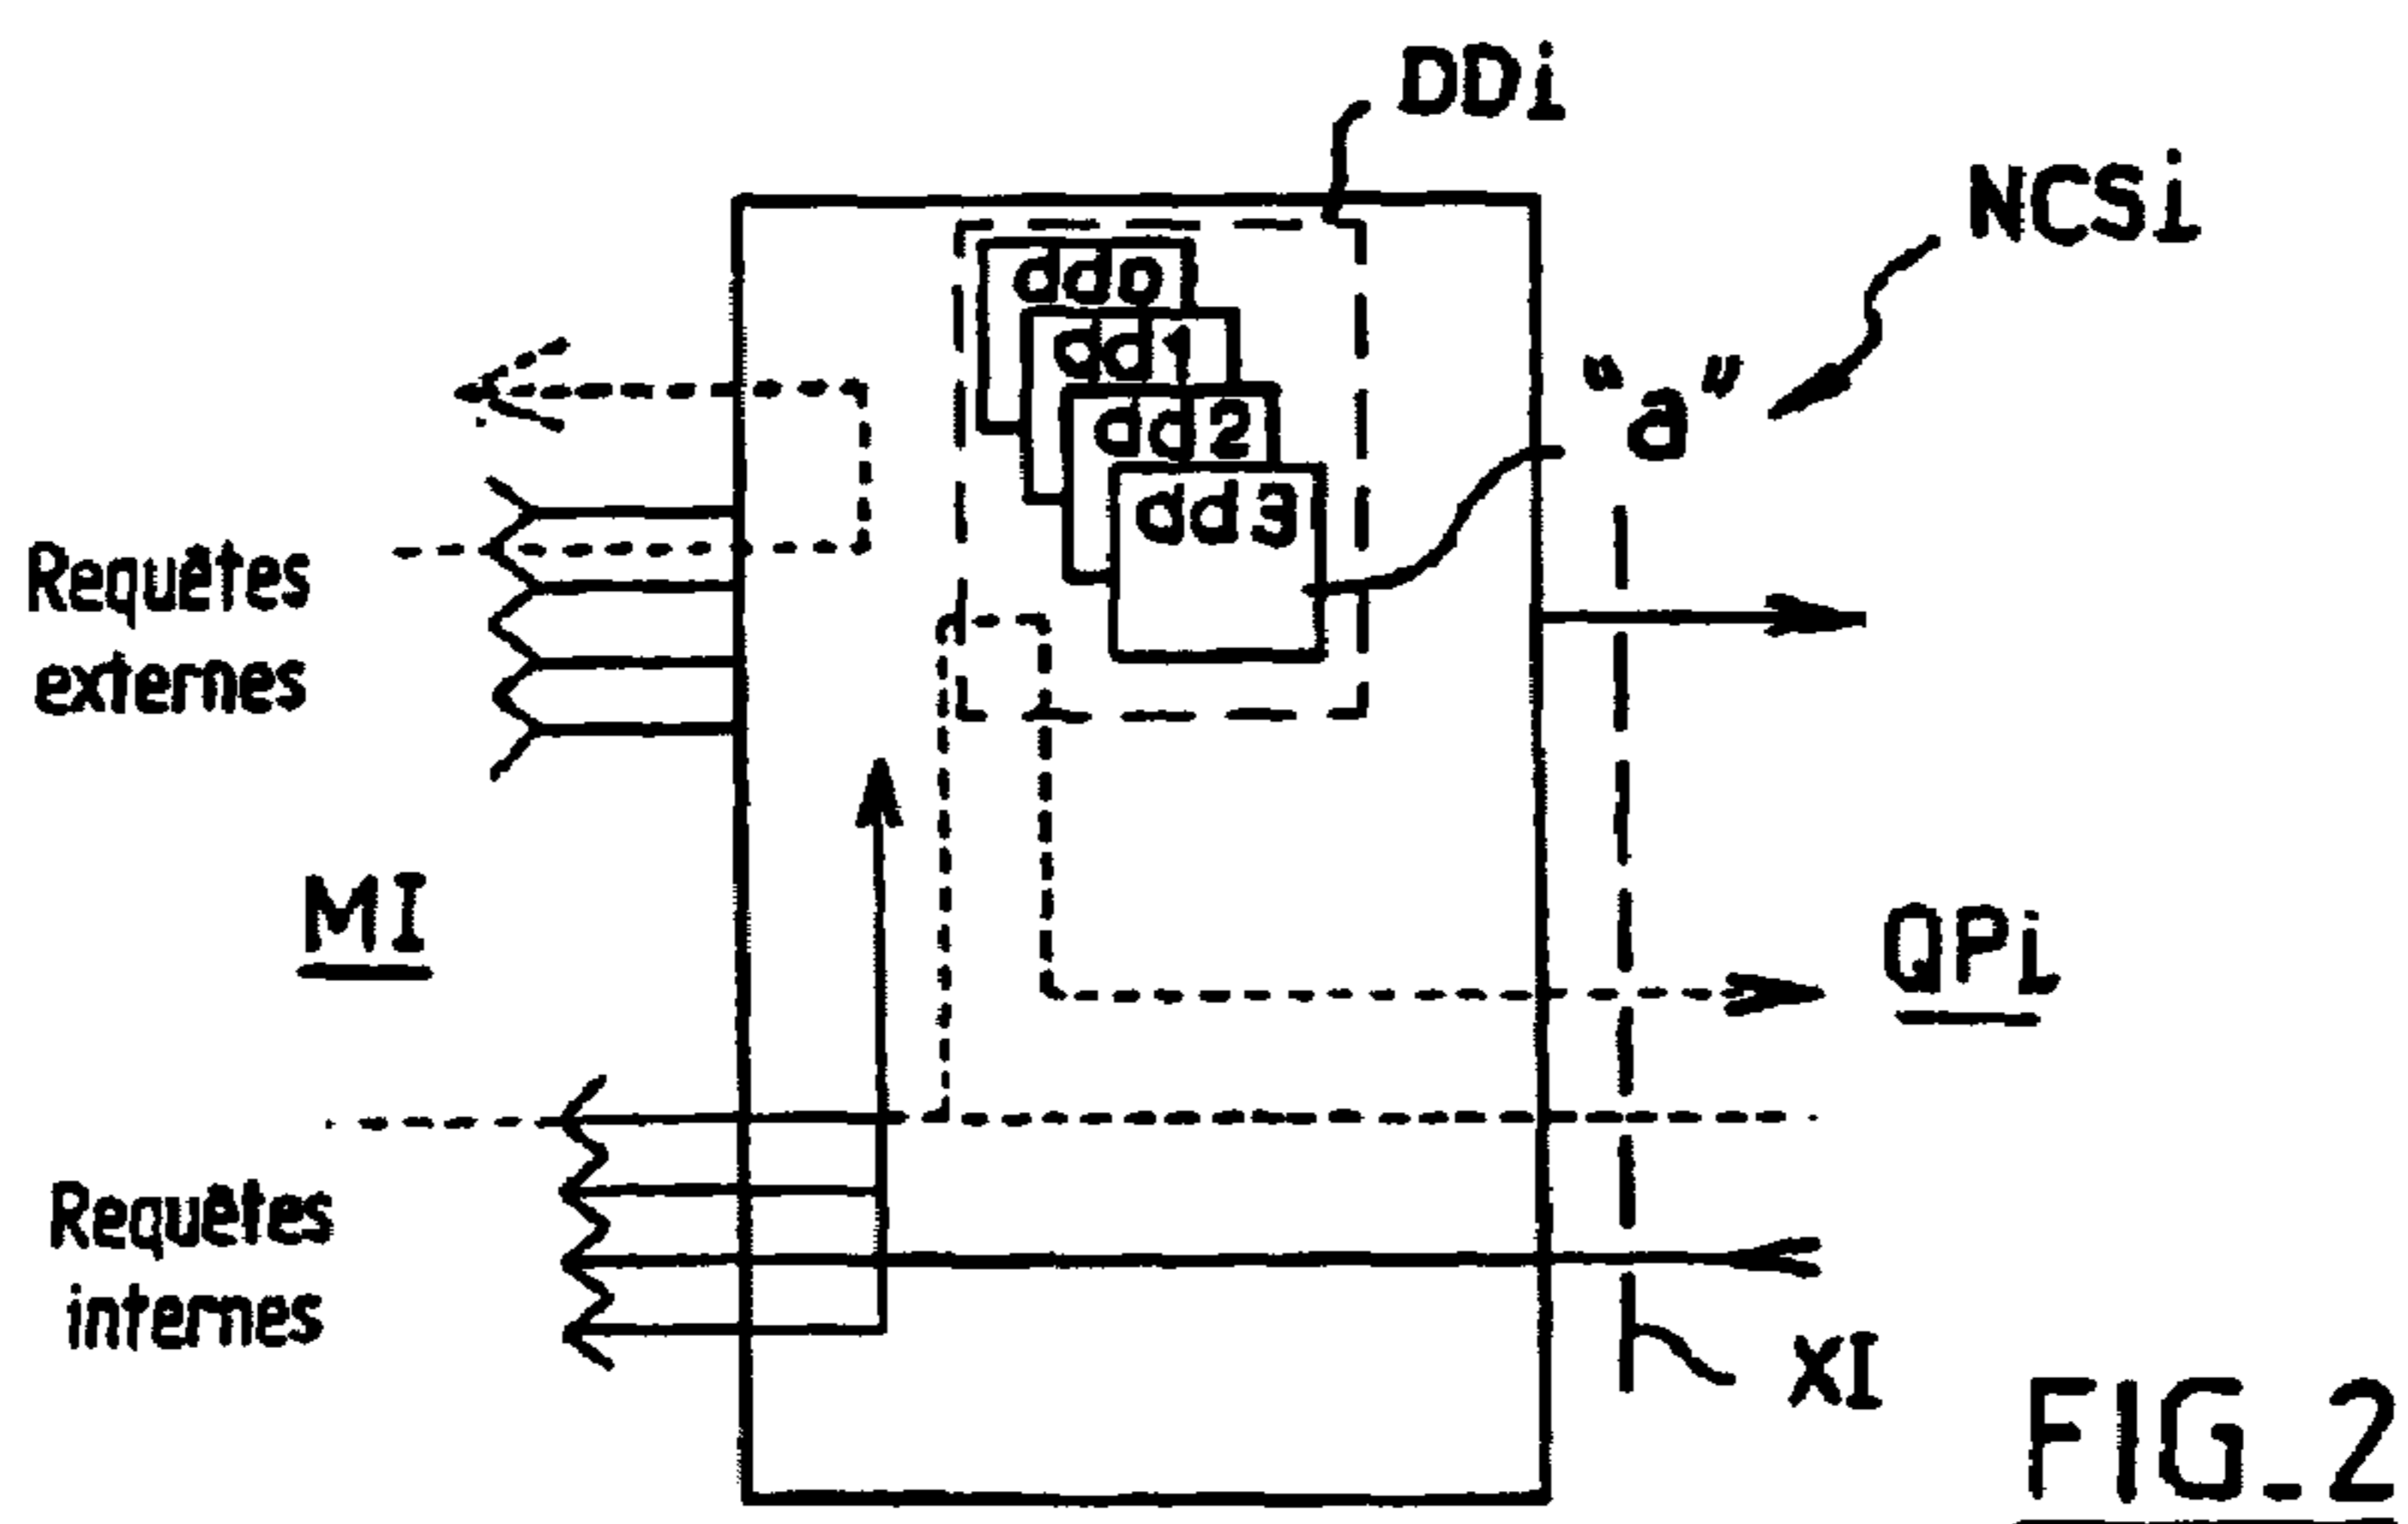 DDi
NCSi
dd0
dd1
"a"
dd2
dd3
Requêtes
externes
MI
QPi
Requêtes
internes
XI
FIG_2